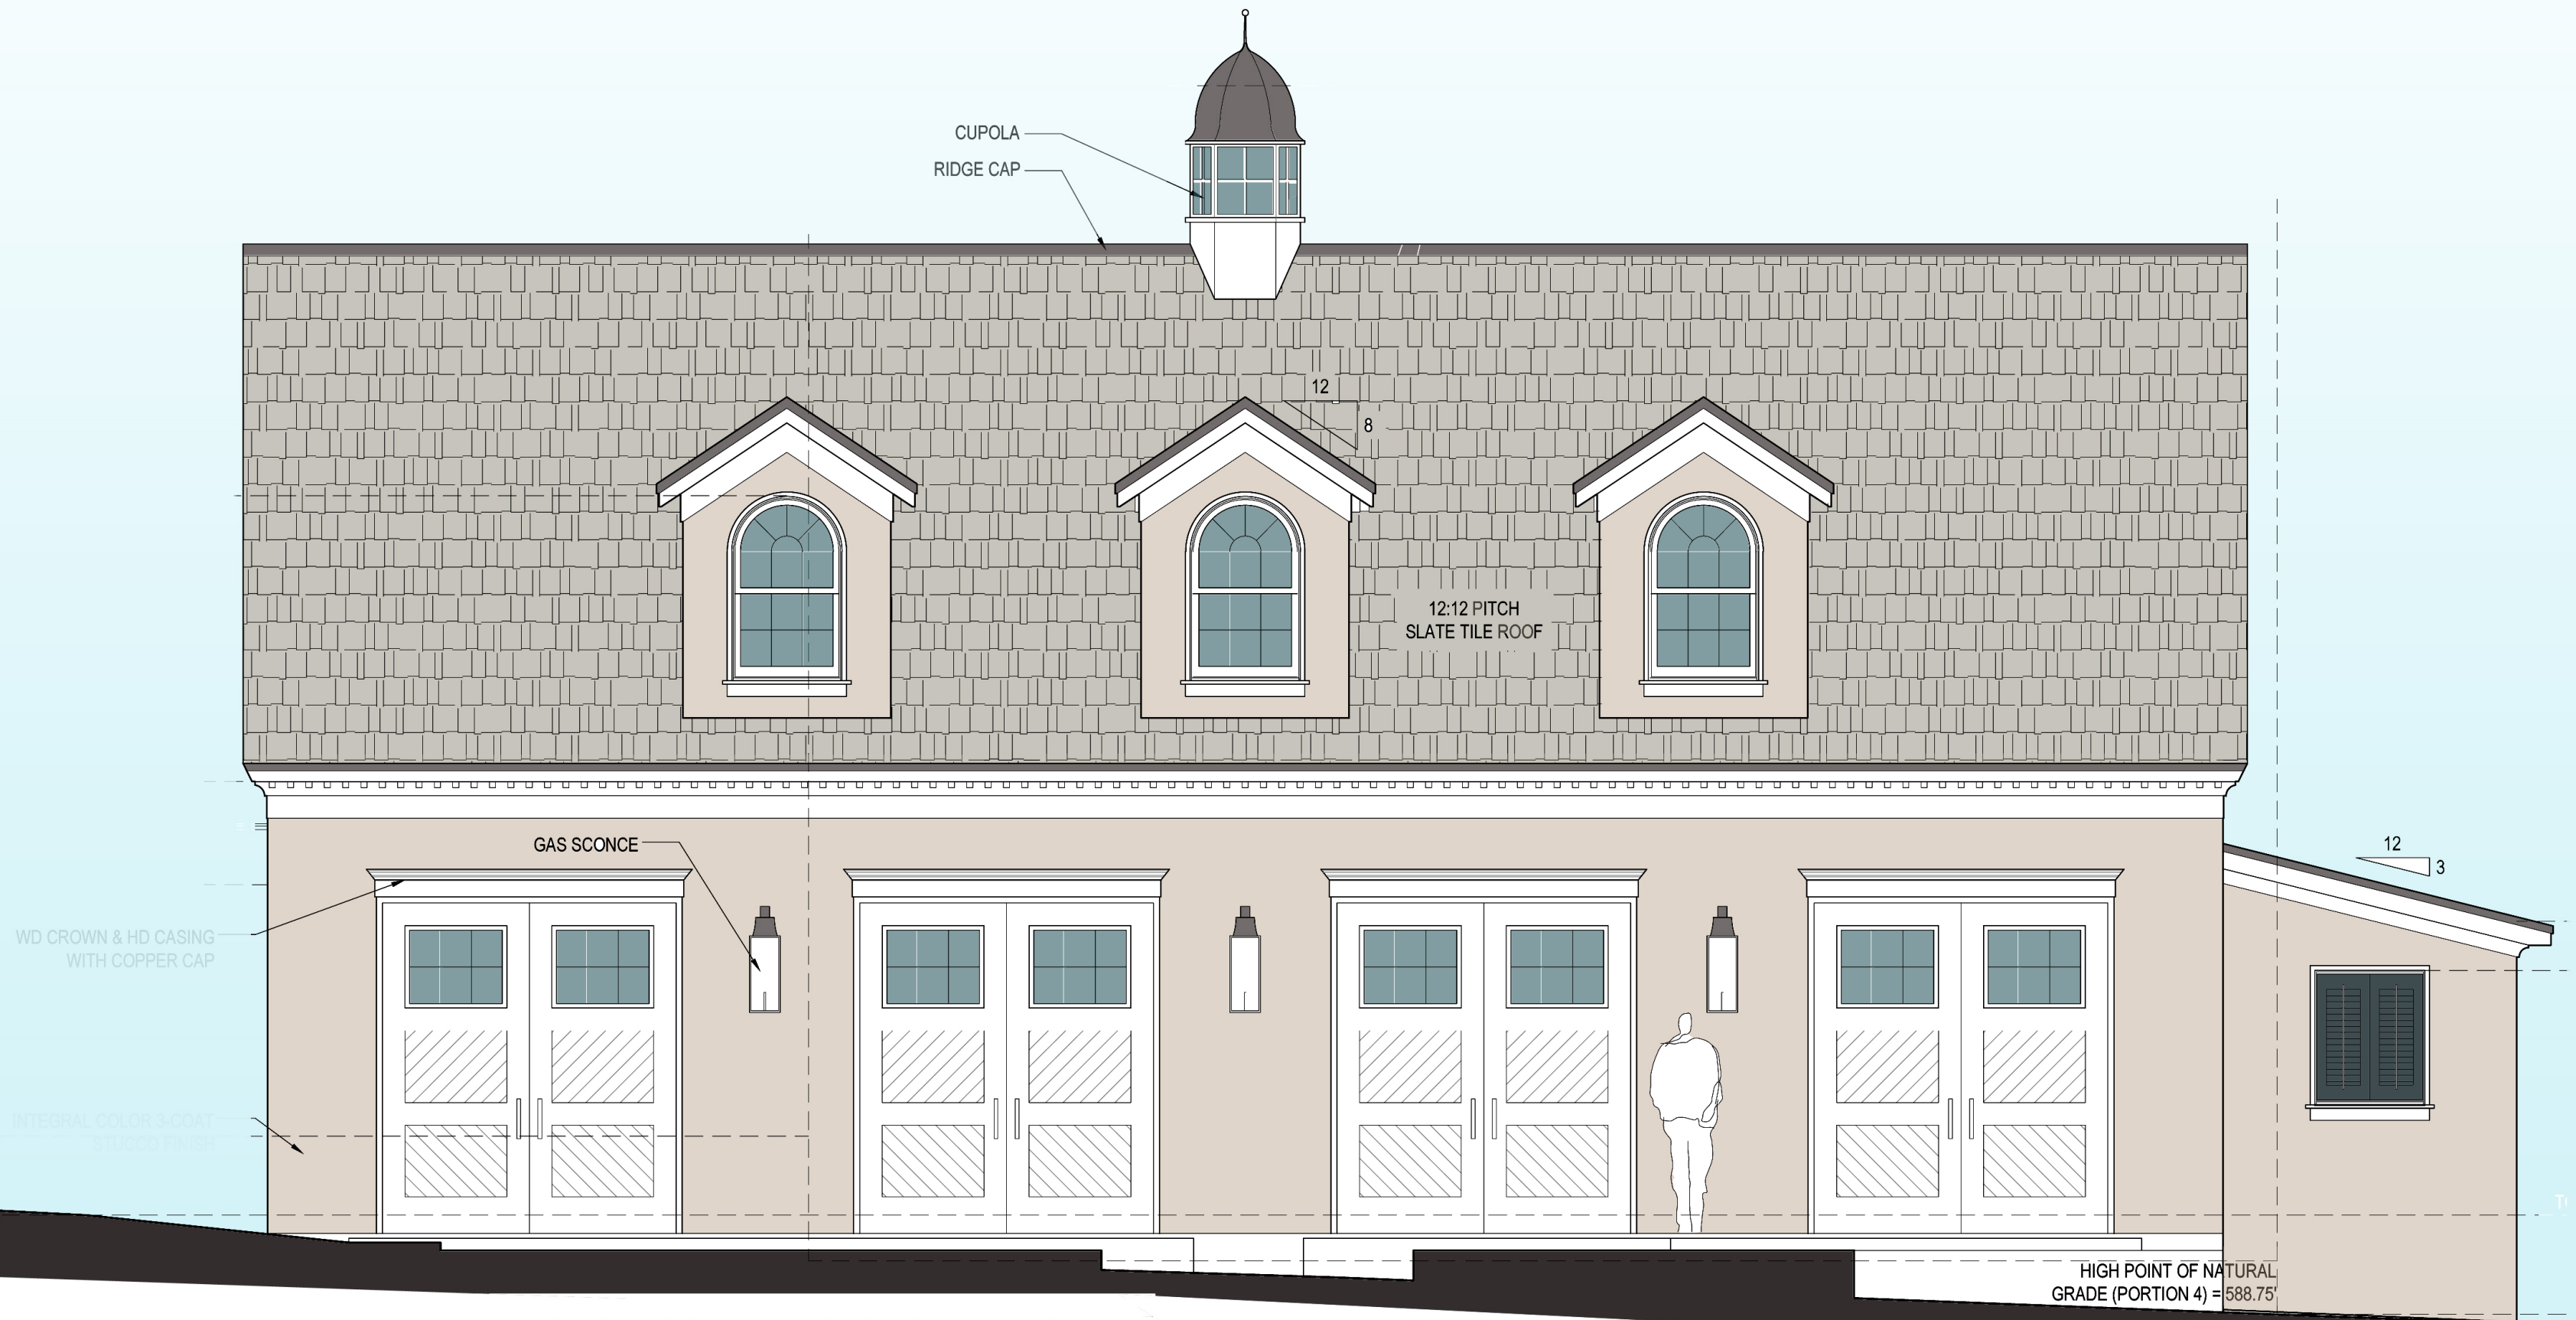 CUPOLA
RIDGE CAP
12
8
12:12 PITCH
SLATE TILE ROOF
GAS SCONCE
12
3
WD CROWN & HD CASING
WITH COPPER CAP
INTEGRAL COLOR 3-COAT
STUCCO FINISH
HIGH POINT OF NATURAL
GRADE (PORTION 4) = 588.75'